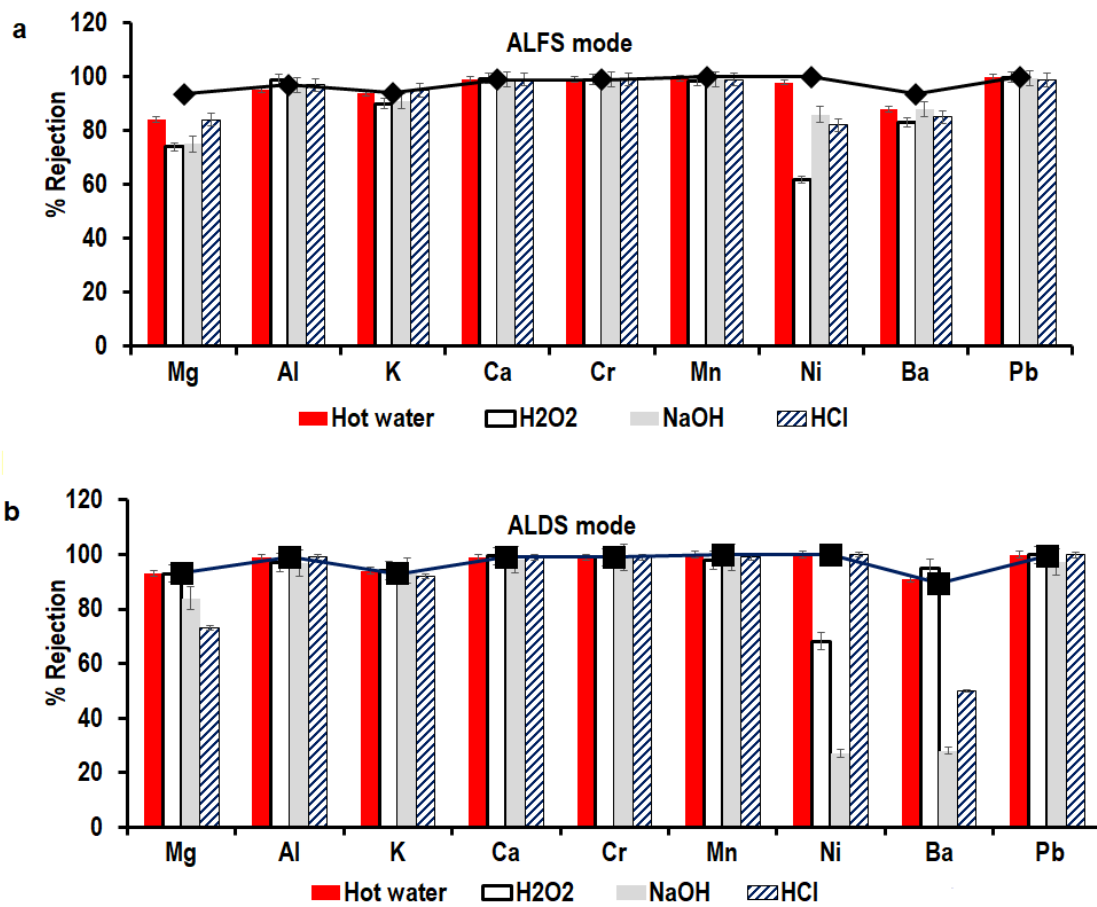 a
ALFS mode
% Rejection
120
100
80
60
40
20
0
Mg Al K Ca Cr Mn Ni Ba Pb
Hot water H2O2 NaOH HCl
b
ALDS mode
% Rejection
120
100
80
60
40
20
0
Mg Al K Ca Cr Mn Ni Ba Pb
Hot water H2O2 NaOH HCl